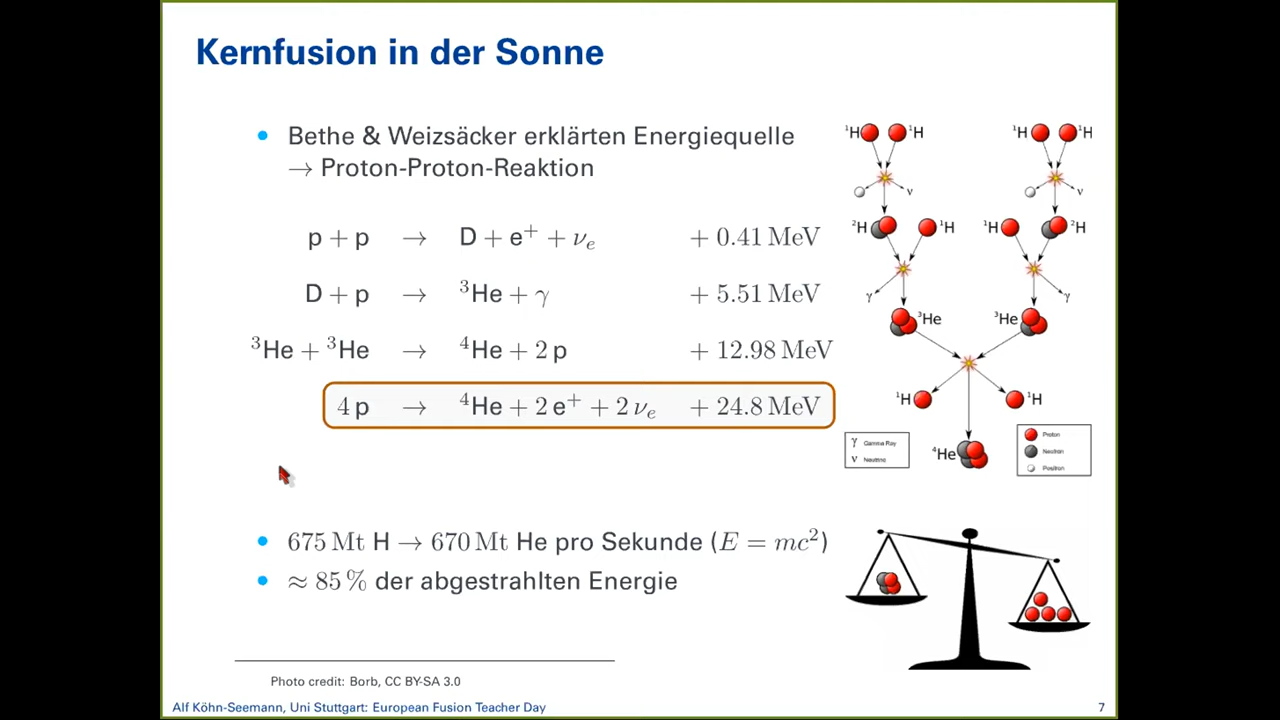 Kernfusion in der Sonne
• Bethe & Weizsäcker erklärten Energiequelle
→ Proton-Proton-Reaktion
p + p → D + e⁺ + νₑ + 0.41 MeV
D + p → ³He + γ + 5.51 MeV
³He + ³He → ⁴He + 2 p + 12.98 MeV
4 p → ⁴He + 2 e⁺ + 2 νₑ + 24.8 MeV
• 675 Mt H → 670 Mt He pro Sekunde (E = mc²)
• ≈ 85 % der abgestrahlten Energie
¹H ¹H ¹H ¹H
ν ν
²H ¹H ¹H ²H
γ γ
³He ³He
¹H ¹H
⁴He
γ Gamma Ray
ν Neutrino
Proton
Neutron
Positron
Photo credit: Borb, CC BY-SA 3.0
Alf Köhn-Seemann, Uni Stuttgart: European Fusion Teacher Day 7